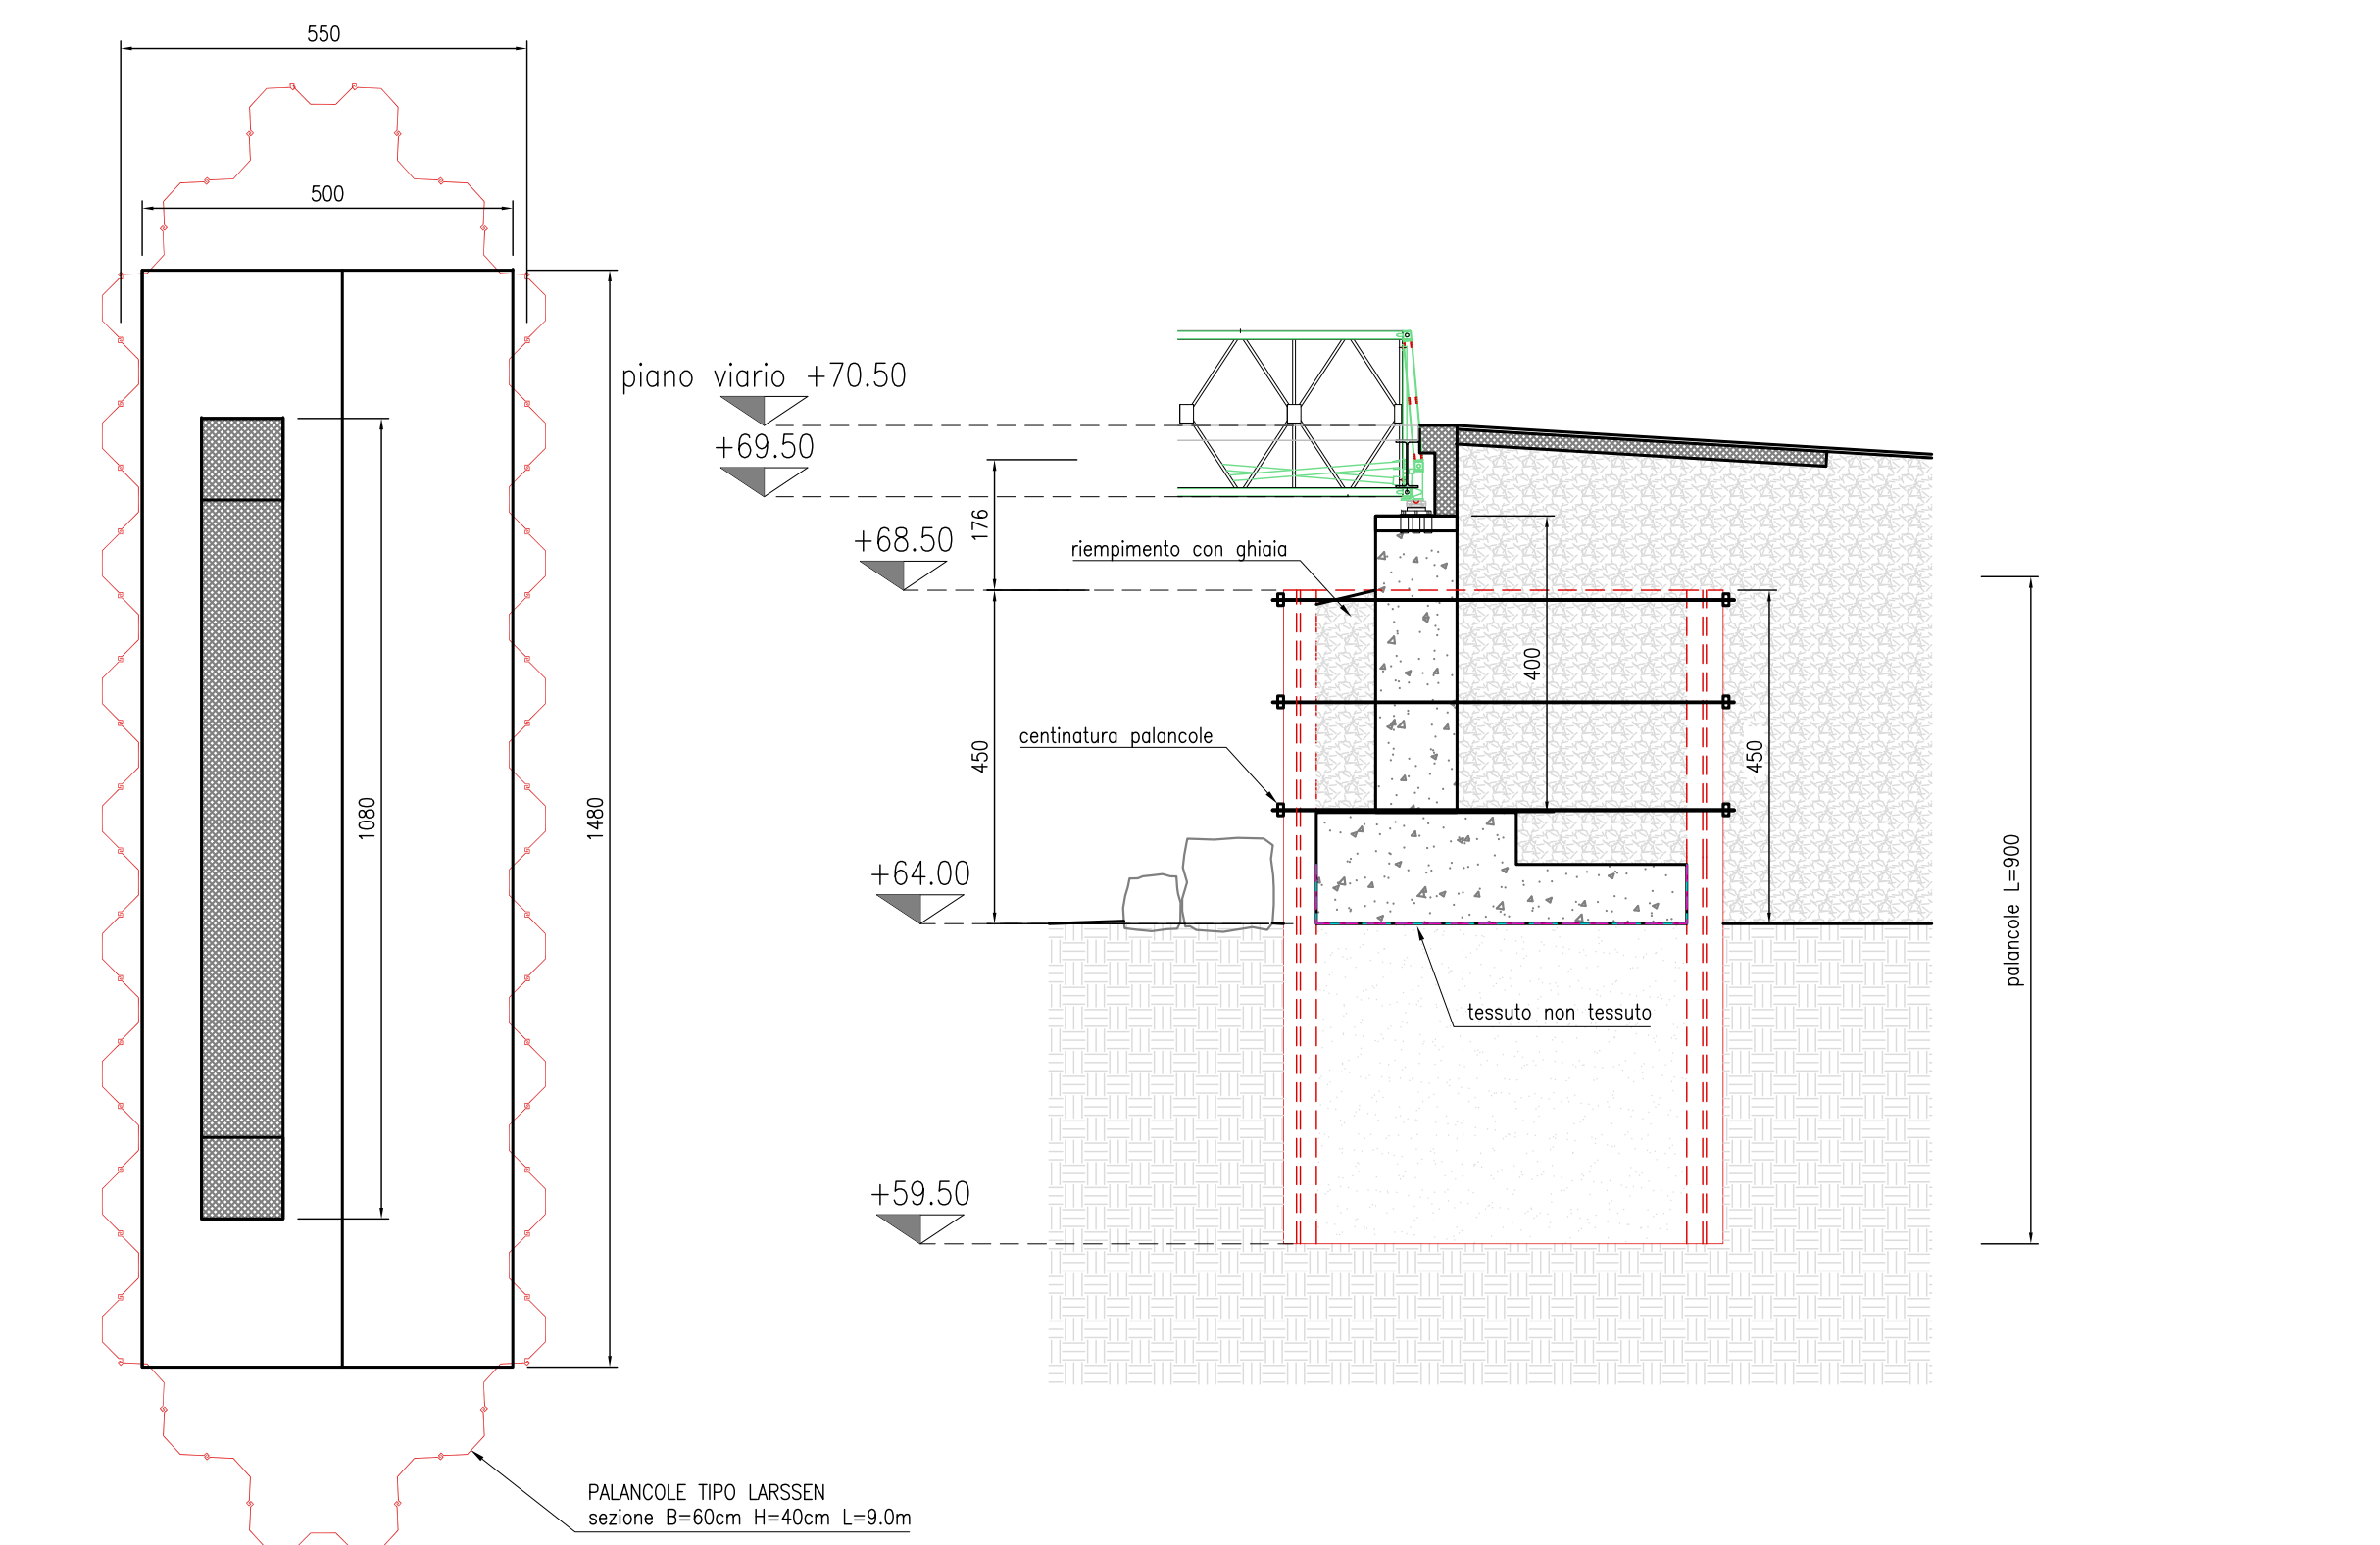 550
500
1080
1480
PALANCOLE TIPO LARSSEN
sezione B=60cm H=40cm L=9.0m
piano viario +70.50
+69.50
176
+68.50
riempimento con ghiaia
400
centinatura palancole
450
450
+64.00
tessuto non tessuto
palancole L=900
+59.50